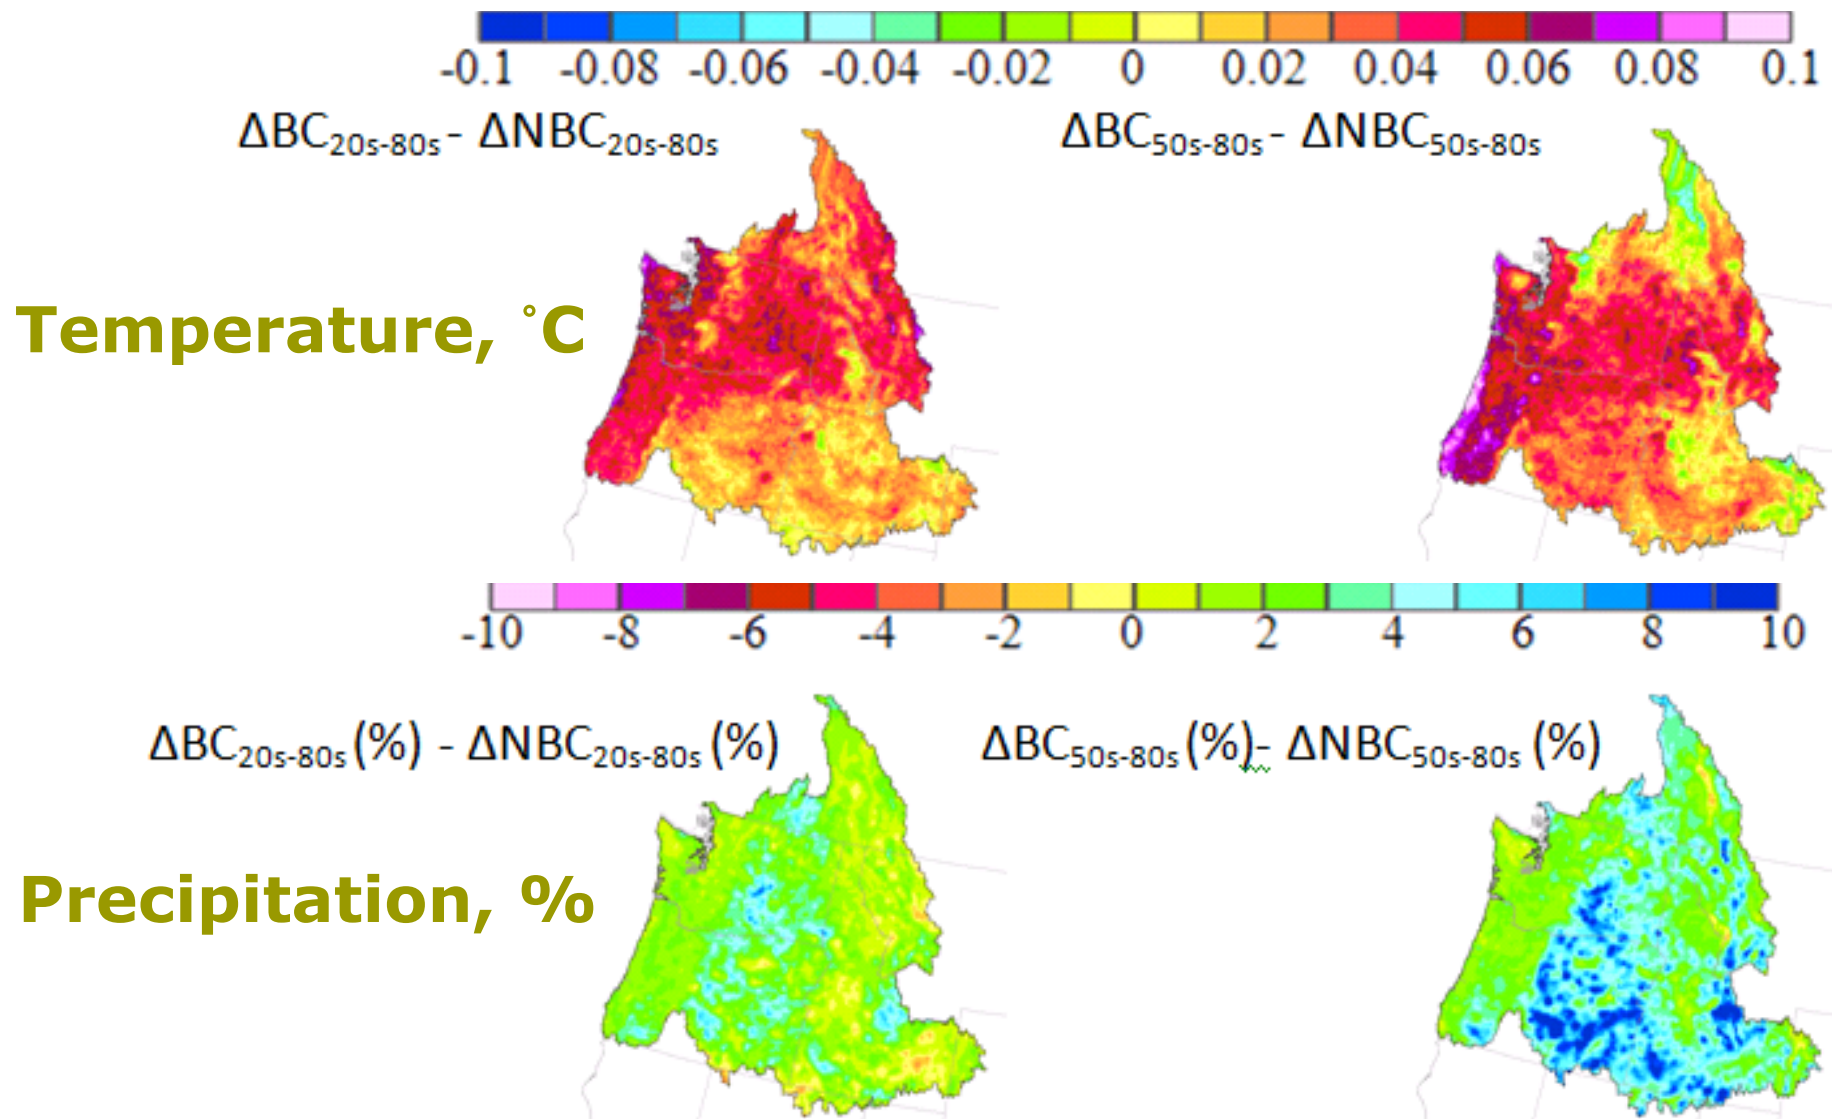 -0.1 -0.08 -0.06 -0.04 -0.02 0 0.02 0.04 0.06 0.08 0.1
ΔBC20s-80s - ΔNBC20s-80s
ΔBC50s-80s - ΔNBC50s-80s
Temperature, °C
-10 -8 -6 -4 -2 0 2 4 6 8 10
ΔBC20s-80s (%) - ΔNBC20s-80s (%)
ΔBC50s-80s (%)- ΔNBC50s-80s (%)
Precipitation, %